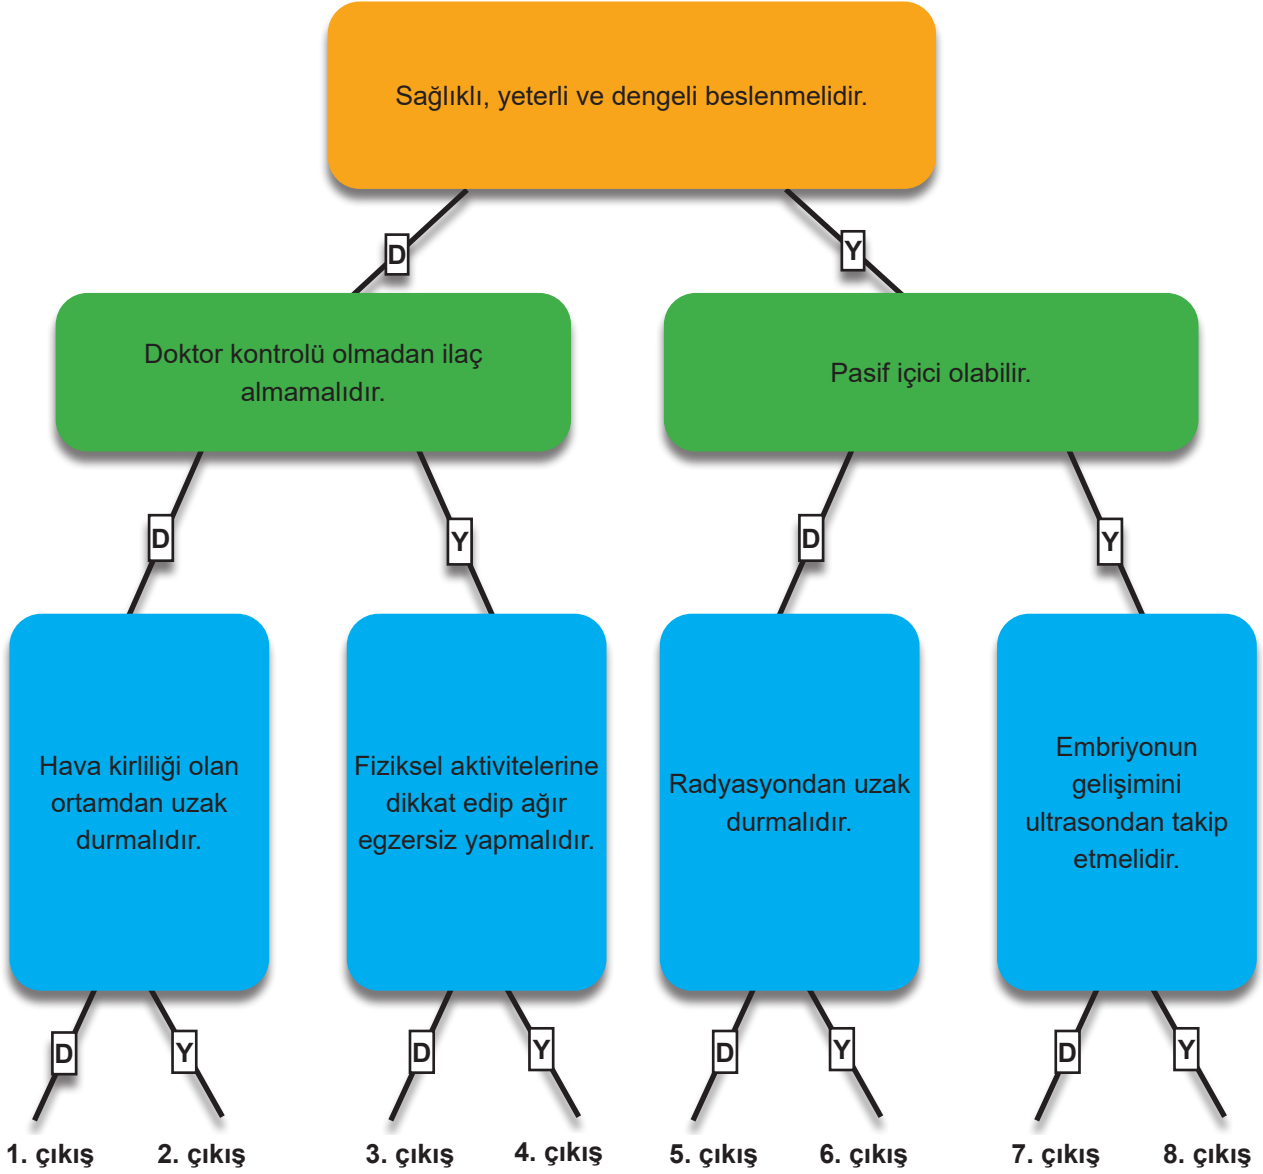 Sağlıklı, yeterli ve dengeli beslenmelidir.
D
Y
Doktor kontrolü olmadan ilaç
almamalıdır.
Pasif içici olabilir.
D
Y
D
Y
Hava kirliliği olan
ortamdan uzak
durmalıdır.
Fiziksel aktivitelerine
dikkat edip ağır
egzersiz yapmalıdır.
Radyasyondan uzak
durmalıdır.
Embriyonun
gelişimini
ultrasondan takip
etmelidir.
D
Y
D
Y
D
Y
D
Y
1. çıkış
2. çıkış
3. çıkış
4. çıkış
5. çıkış
6. çıkış
7. çıkış
8. çıkış